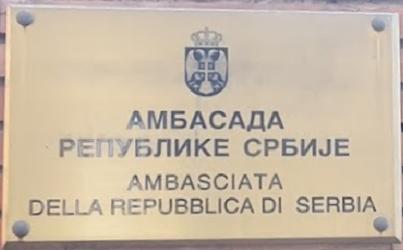 АМБАСАДА
РЕПУБЛИКЕ СРБИЈЕ
AMBASCIATA
DELLA REPUBBLICA DI SERBIA